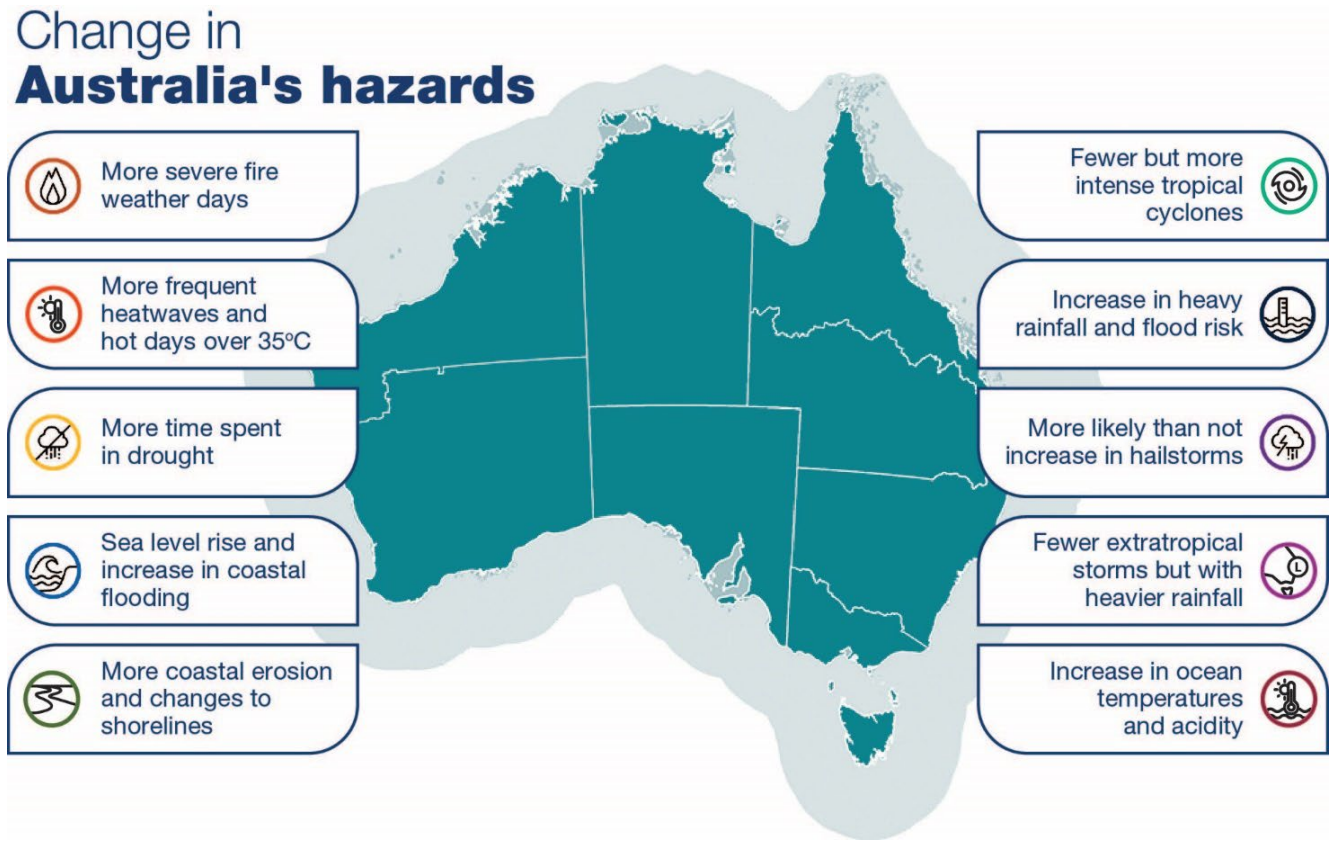 Change in
Australia's hazards
More severe fire
weather days
More frequent
heatwaves and
hot days over 35ºC
More time spent
in drought
Sea level rise and
increase in coastal
flooding
More coastal erosion
and changes to
shorelines
Fewer but more
intense tropical
cyclones
Increase in heavy
rainfall and flood risk
More likely than not
increase in hailstorms
Fewer extratropical
storms but with
heavier rainfall
L
Increase in ocean
temperatures
and acidity